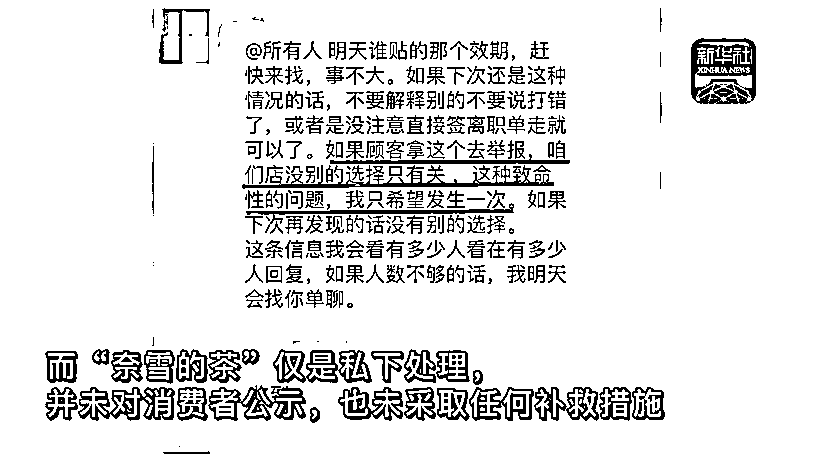 @所有人 明天谁贴的那个效期，赶
快来找，事不大。如果下次还是这种
情况的话，不要解释别的不要说打错
了，或者是没注意直接签离职单走就
可以了。如果顾客拿这个去举报，咱
们店没别的选择只有关，这种致命
性的问题，我只希望发生一次。如果
下次再发现的话没有别的选择。
这条信息我会看有多少人看在有多少
人回复，如果人数不够的话，我明天
会找你单聊。
新华社
XINHUA NEWS
而“奈雪的茶”仅是私下处理，
并未对消费者公示，也未采取任何补救措施